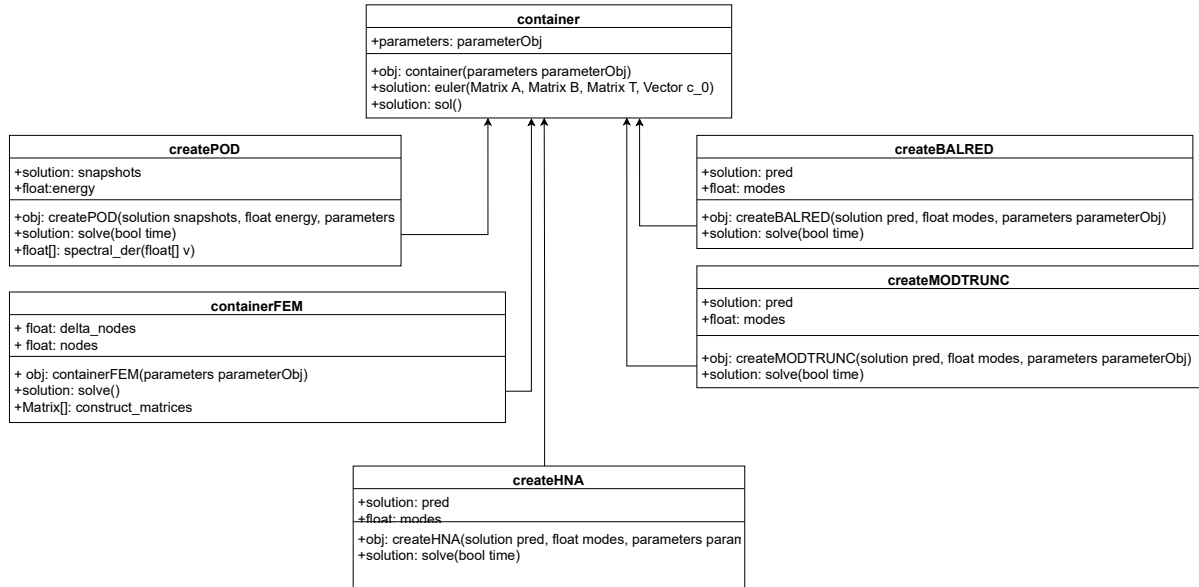 container
+parameters: parameterObj
+obj: container(parameters parameterObj)
+solution: euler(Matrix A, Matrix B, Matrix T, Vector c_0)
+solution: sol()
createPOD
+solution: snapshots
+float:energy
+obj: createPOD(solution snapshots, float energy, parameters
+solution: solve(bool time)
+float[]: spectral_der(float[] v)
createBALRED
+solution: pred
+float: modes
+obj: createBALRED(solution pred, float modes, parameters parameterObj)
+solution: solve(bool time)
containerFEM
+ float: delta_nodes
+ float: nodes
+ obj: containerFEM(parameters parameterObj)
+solution: solve()
+Matrix[]: construct_matrices
createMODTRUNC
+solution: pred
+float: modes
+obj: createMODTRUNC(solution pred, float modes, parameters parameterObj)
+solution: solve(bool time)
createHNA
+solution: pred
+float: modes
+obj: createHNA(solution pred, float modes, parameters param
+solution: solve(bool time)